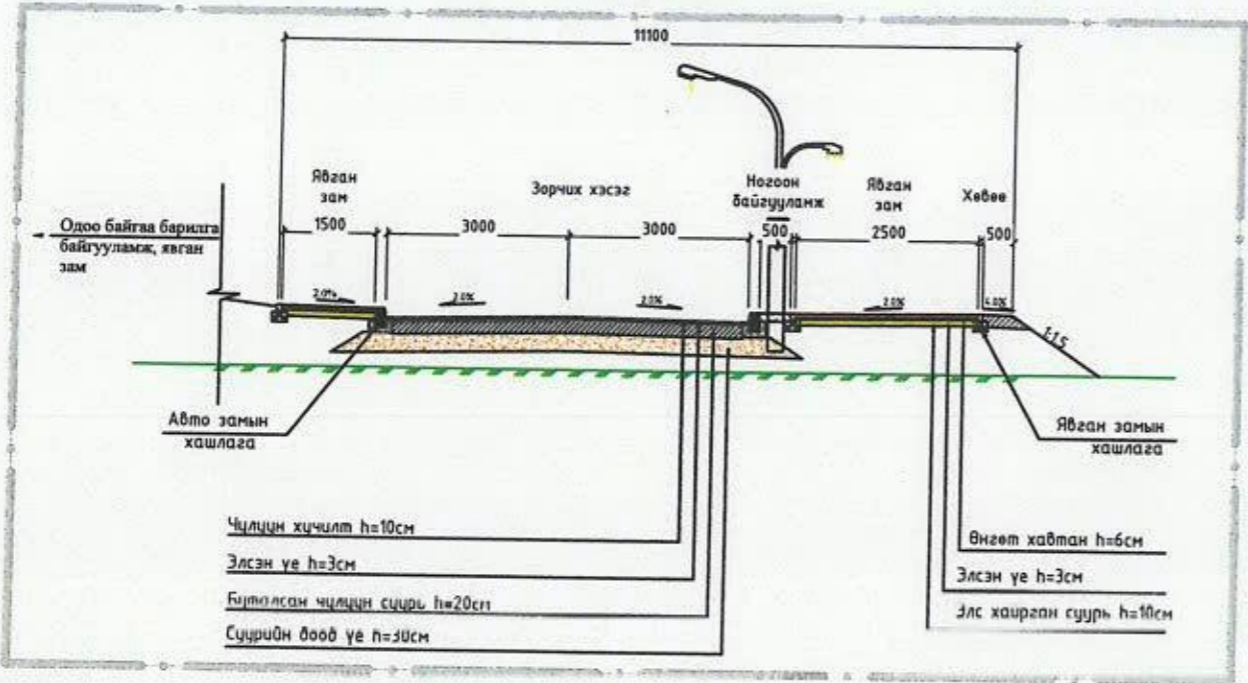 11100
Явган
зам
1500
Зорчих хэсэг
3000
3000
Ногоон
байгууламж
500
Явган
зам
2500
Хөвөө
500
Одоо байгаа барилга
байгууламж, явган
зам
2.0%
2.0%
2.0%
2.0%
4.0%
1:1.5
Авто замын
хашлага
Явган замын
хашлага
Чулуун хучилт h=10см
Элсэн үе h=3см
Буталсан чулуун суурь h=20см
Суурийн доод үе h=30см
Өнгөт хавтан h=6см
Элсэн үе h=3см
Элс хайрган суурь h=10см